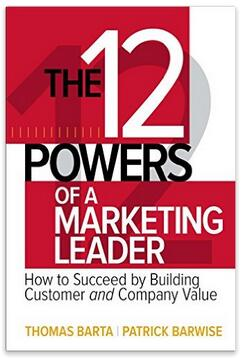 THE 12
POWERS
OF A
MARKETING
LEADER
How to Succeed by Building
Customer and Company Value
THOMAS BARTA | PATRICK BARWISE